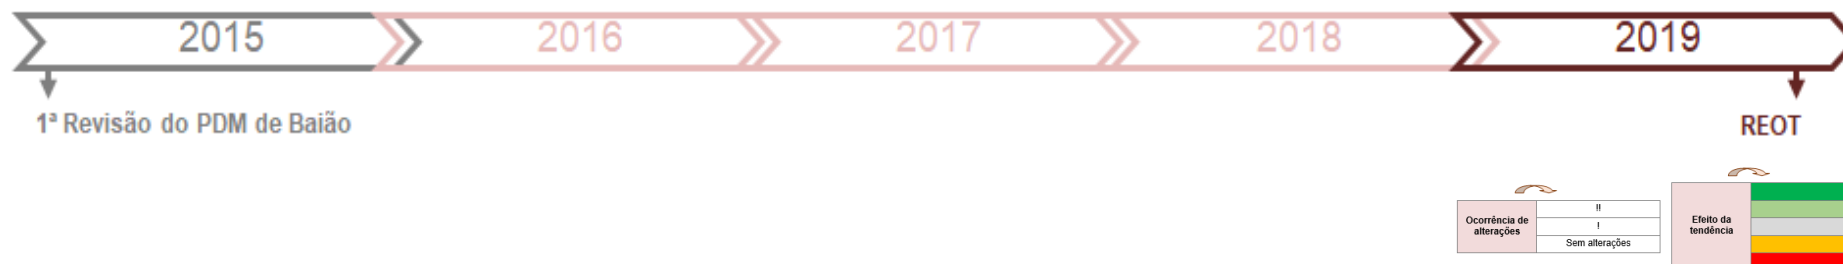 2015 2016 2017 2018 2019
1ª Revisão do PDM de Baião
REOT
Ocorrência de
alterações
!!
!
Sem alterações
Efeito da
tendência